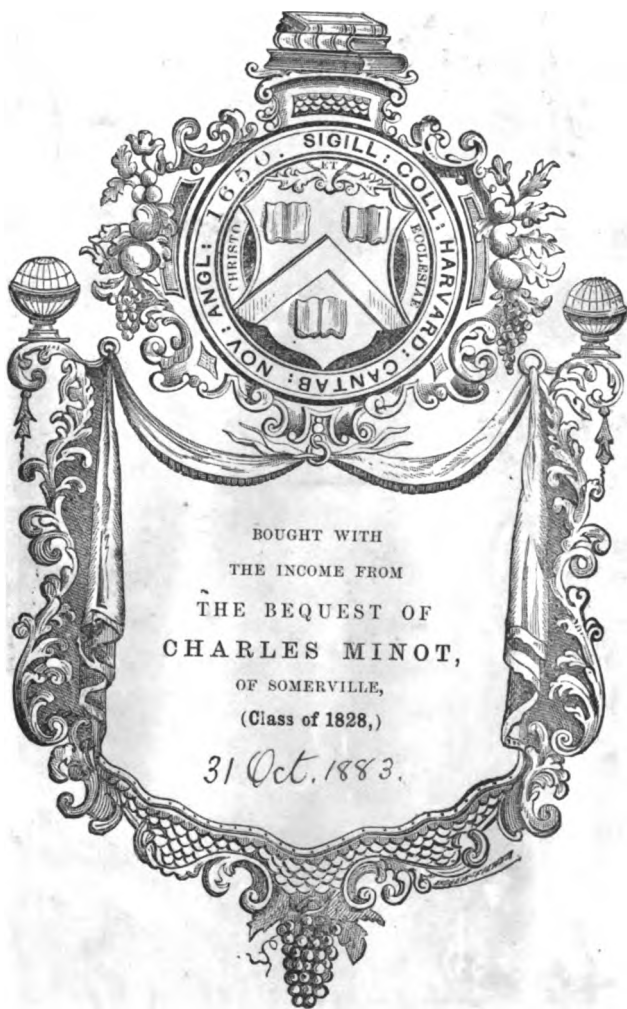 SIGILL: COLL: HARVARD: CANTAB: NOV: ANGL: 1650.
ET
CHRISTO
ECCLESIAE
BOUGHT WITH
THE INCOME FROM
THE BEQUEST OF
CHARLES MINOT,
OF SOMERVILLE,
(Class of 1828,)
31 Oct. 1883.